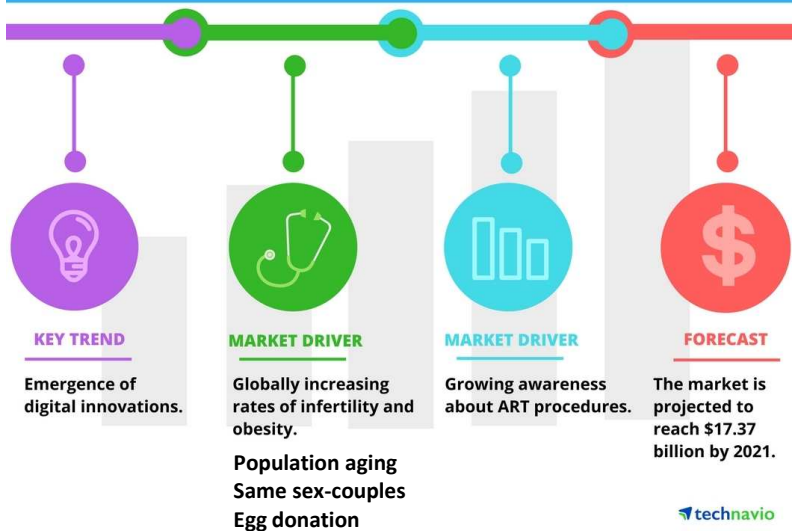 KEY TREND
Emergence of
digital innovations.
MARKET DRIVER
Globally increasing
rates of infertility and
obesity.
Population aging
Same sex-couples
Egg donation
MARKET DRIVER
Growing awareness
about ART procedures.
$
FORECAST
The market is
projected to
reach $17.37
billion by 2021.
technavio